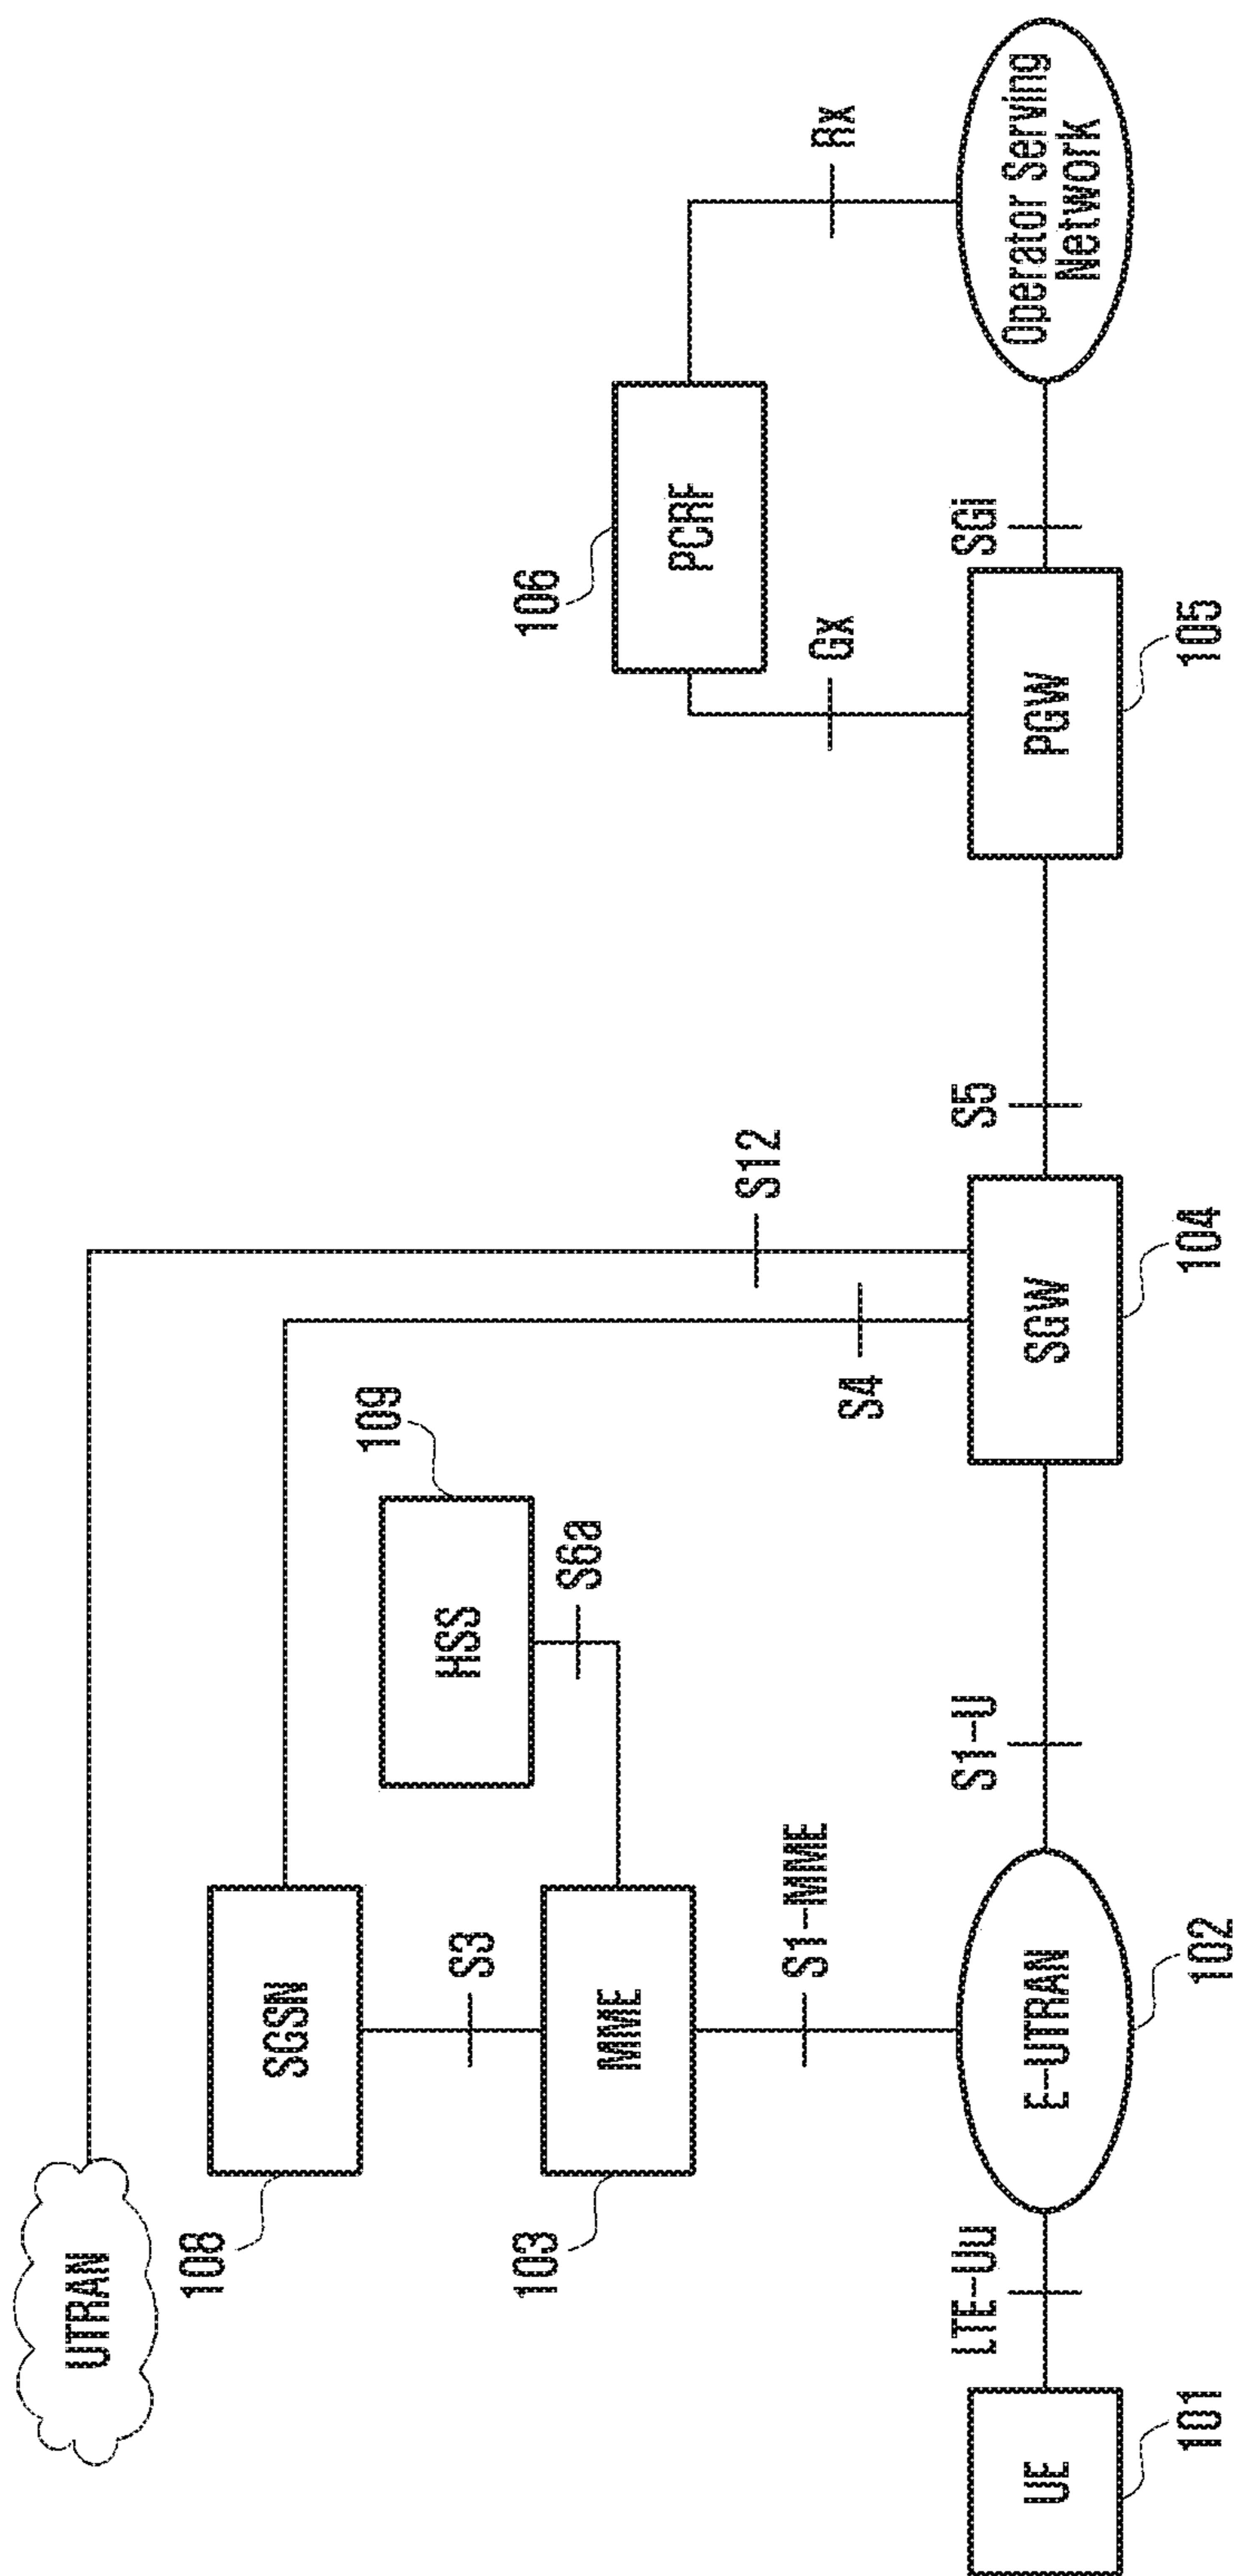 UTRAN
108
SGSN
S3
103
MME
HSS
109
S6a
S1-MME
S4
S12
106
PCRF
Gx
Rx
UE
101
LTE-Uu
E-UTRAN
102
S1-U
SGW
104
S5
PGW
105
SGi
Operator Serving
Network